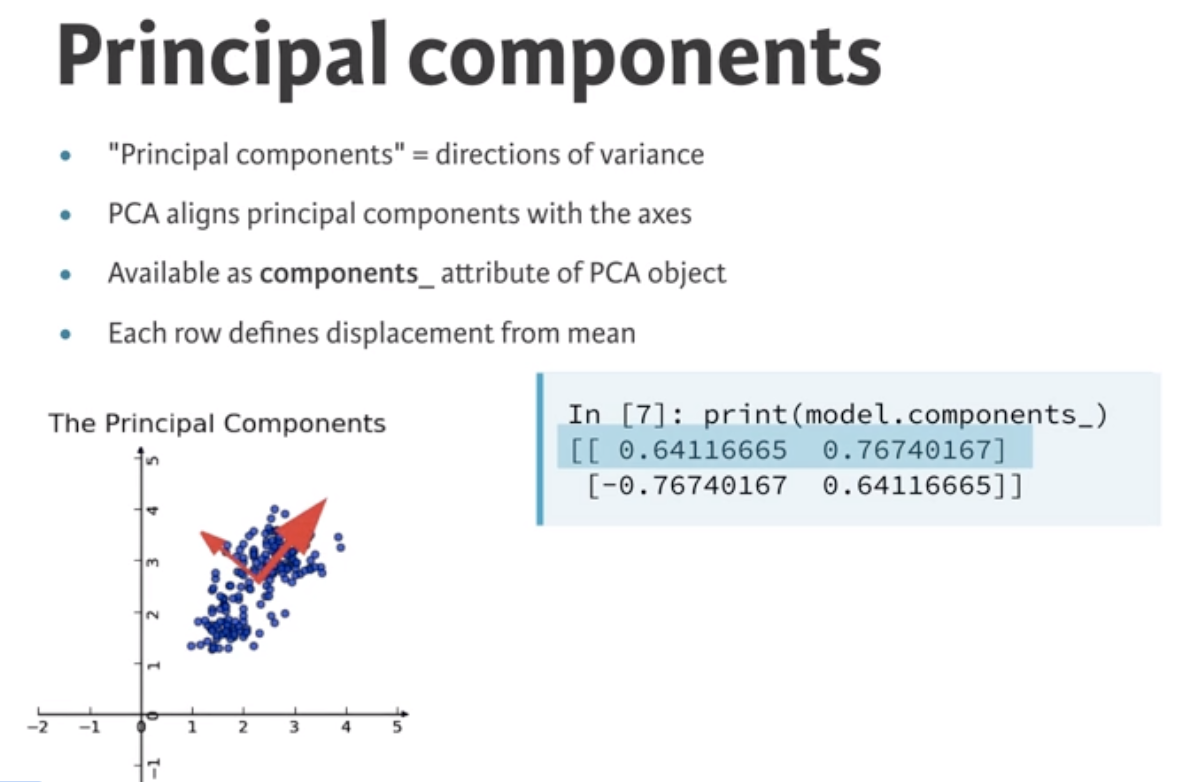 Principal components
"Principal components" = directions of variance
PCA aligns principal components with the axes
Available as components_ attribute of PCA object
Each row defines displacement from mean
The Principal Components
5
4
3
2
1
0
−1
−2 −1 0 1 2 3 4 5
In [7]: print(model.components_)
[[ 0.64116665  0.76740167]
 [-0.76740167  0.64116665]]